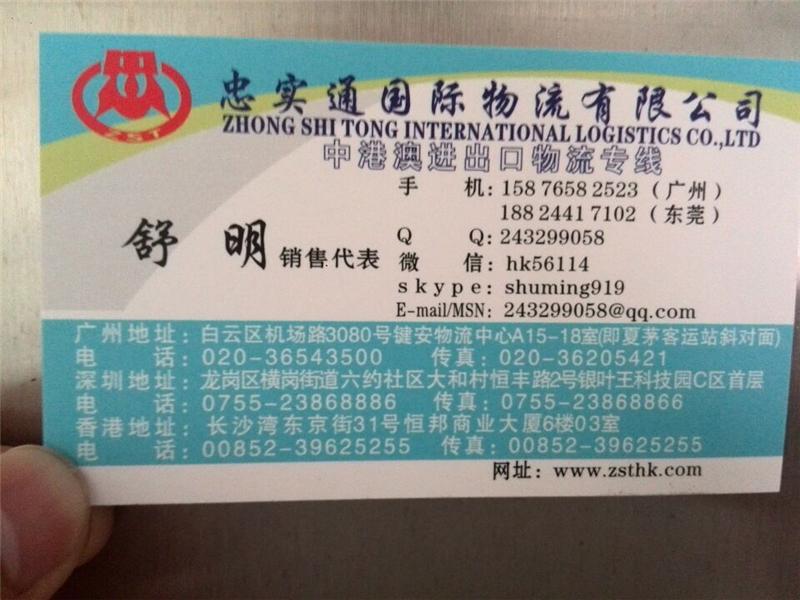 ZST
忠实通国际物流有限公司
ZHONG SHI TONG INTERNATIONAL LOGISTICS CO.,LTD
中港澳进出口物流专线
手 机: 158 7658 2523 (广州)
188 2441 7102 (东莞)
舒 明 销售代表
Q Q: 243299058
微 信: hk56114
skype: shuming919
E-mail/MSN: 243299058@qq.com
广州地址: 白云区机场路3080号键安物流中心A15-18室(即夏茅客运站斜对面)
电 话: 020-36543500 传真: 020-36205421
深圳地址: 龙岗区横岗街道六约社区大和村恒丰路2号银叶王科技园C区首层
电 话: 0755-23868886 传真: 0755-23868866
香港地址: 长沙湾东京街31号恒邦商业大厦6楼03室
电 话: 00852-39625255 传真: 00852-39625255
网址: www.zsthk.com